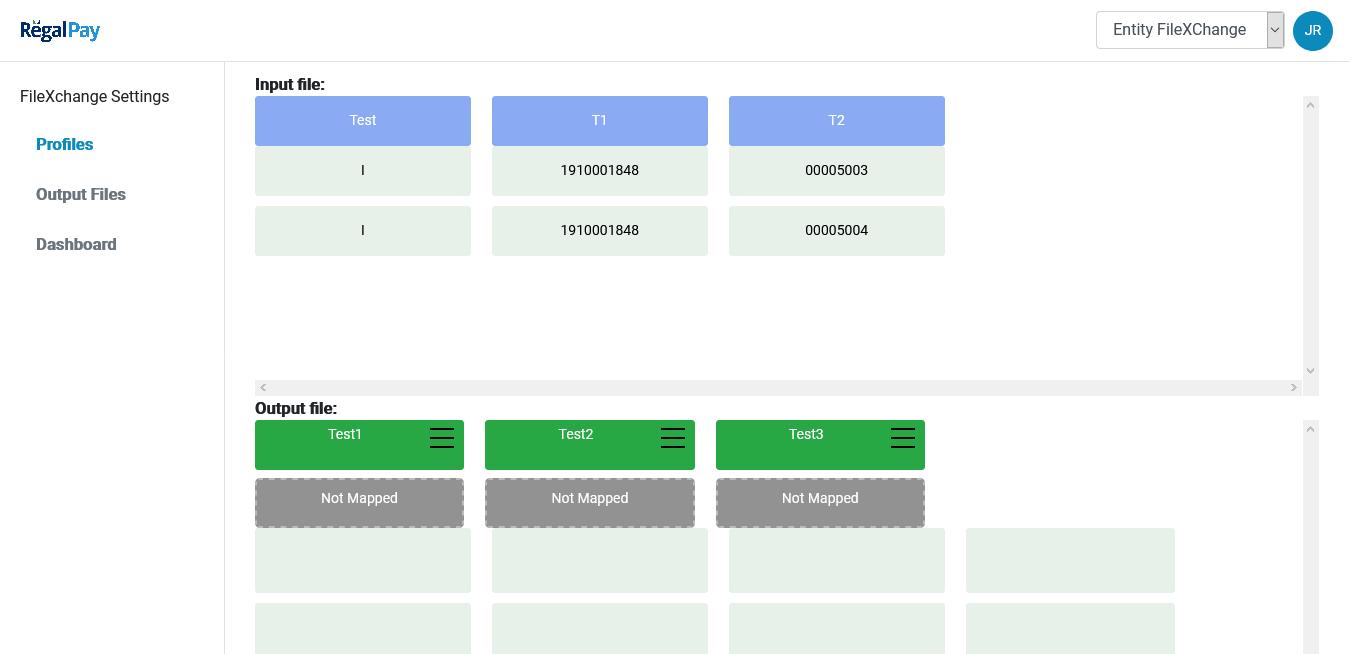 RëgalPay
Entity FileXChange
JR
FileXchange Settings
Profiles
Output Files
Dashboard
Input file:
Test T1 T2
I 1910001848 00005003
I 1910001848 00005004
Output file:
Test1 Test2 Test3
Not Mapped Not Mapped Not Mapped